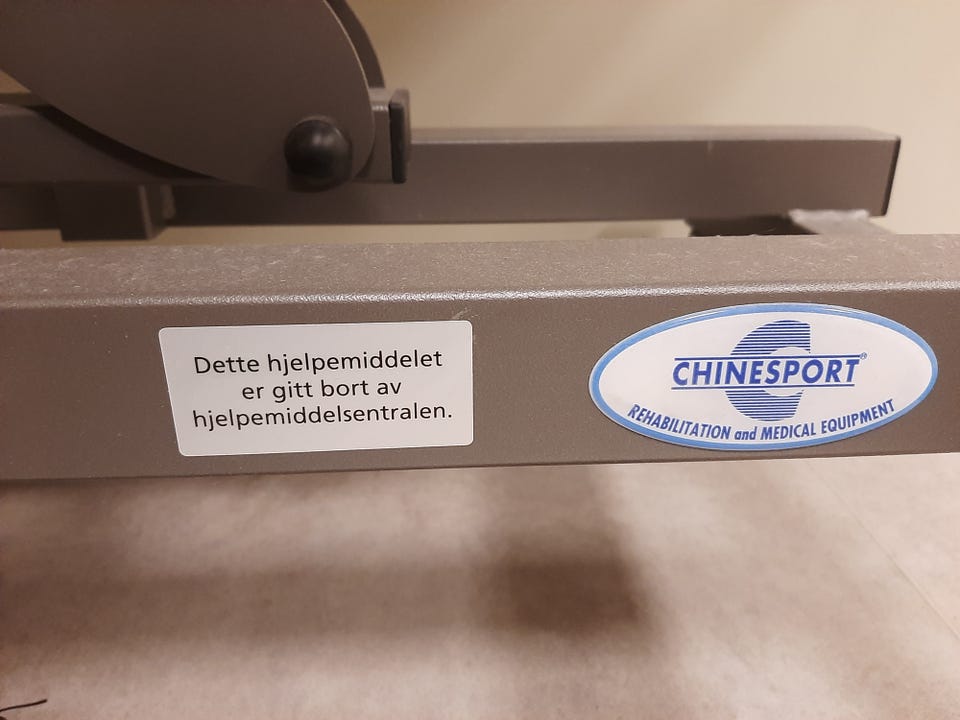 Dette hjelpemiddelet
er gitt bort av
hjelpemiddelsentralen.
CHINESPORT®
REHABILITATION and MEDICAL EQUIPMENT